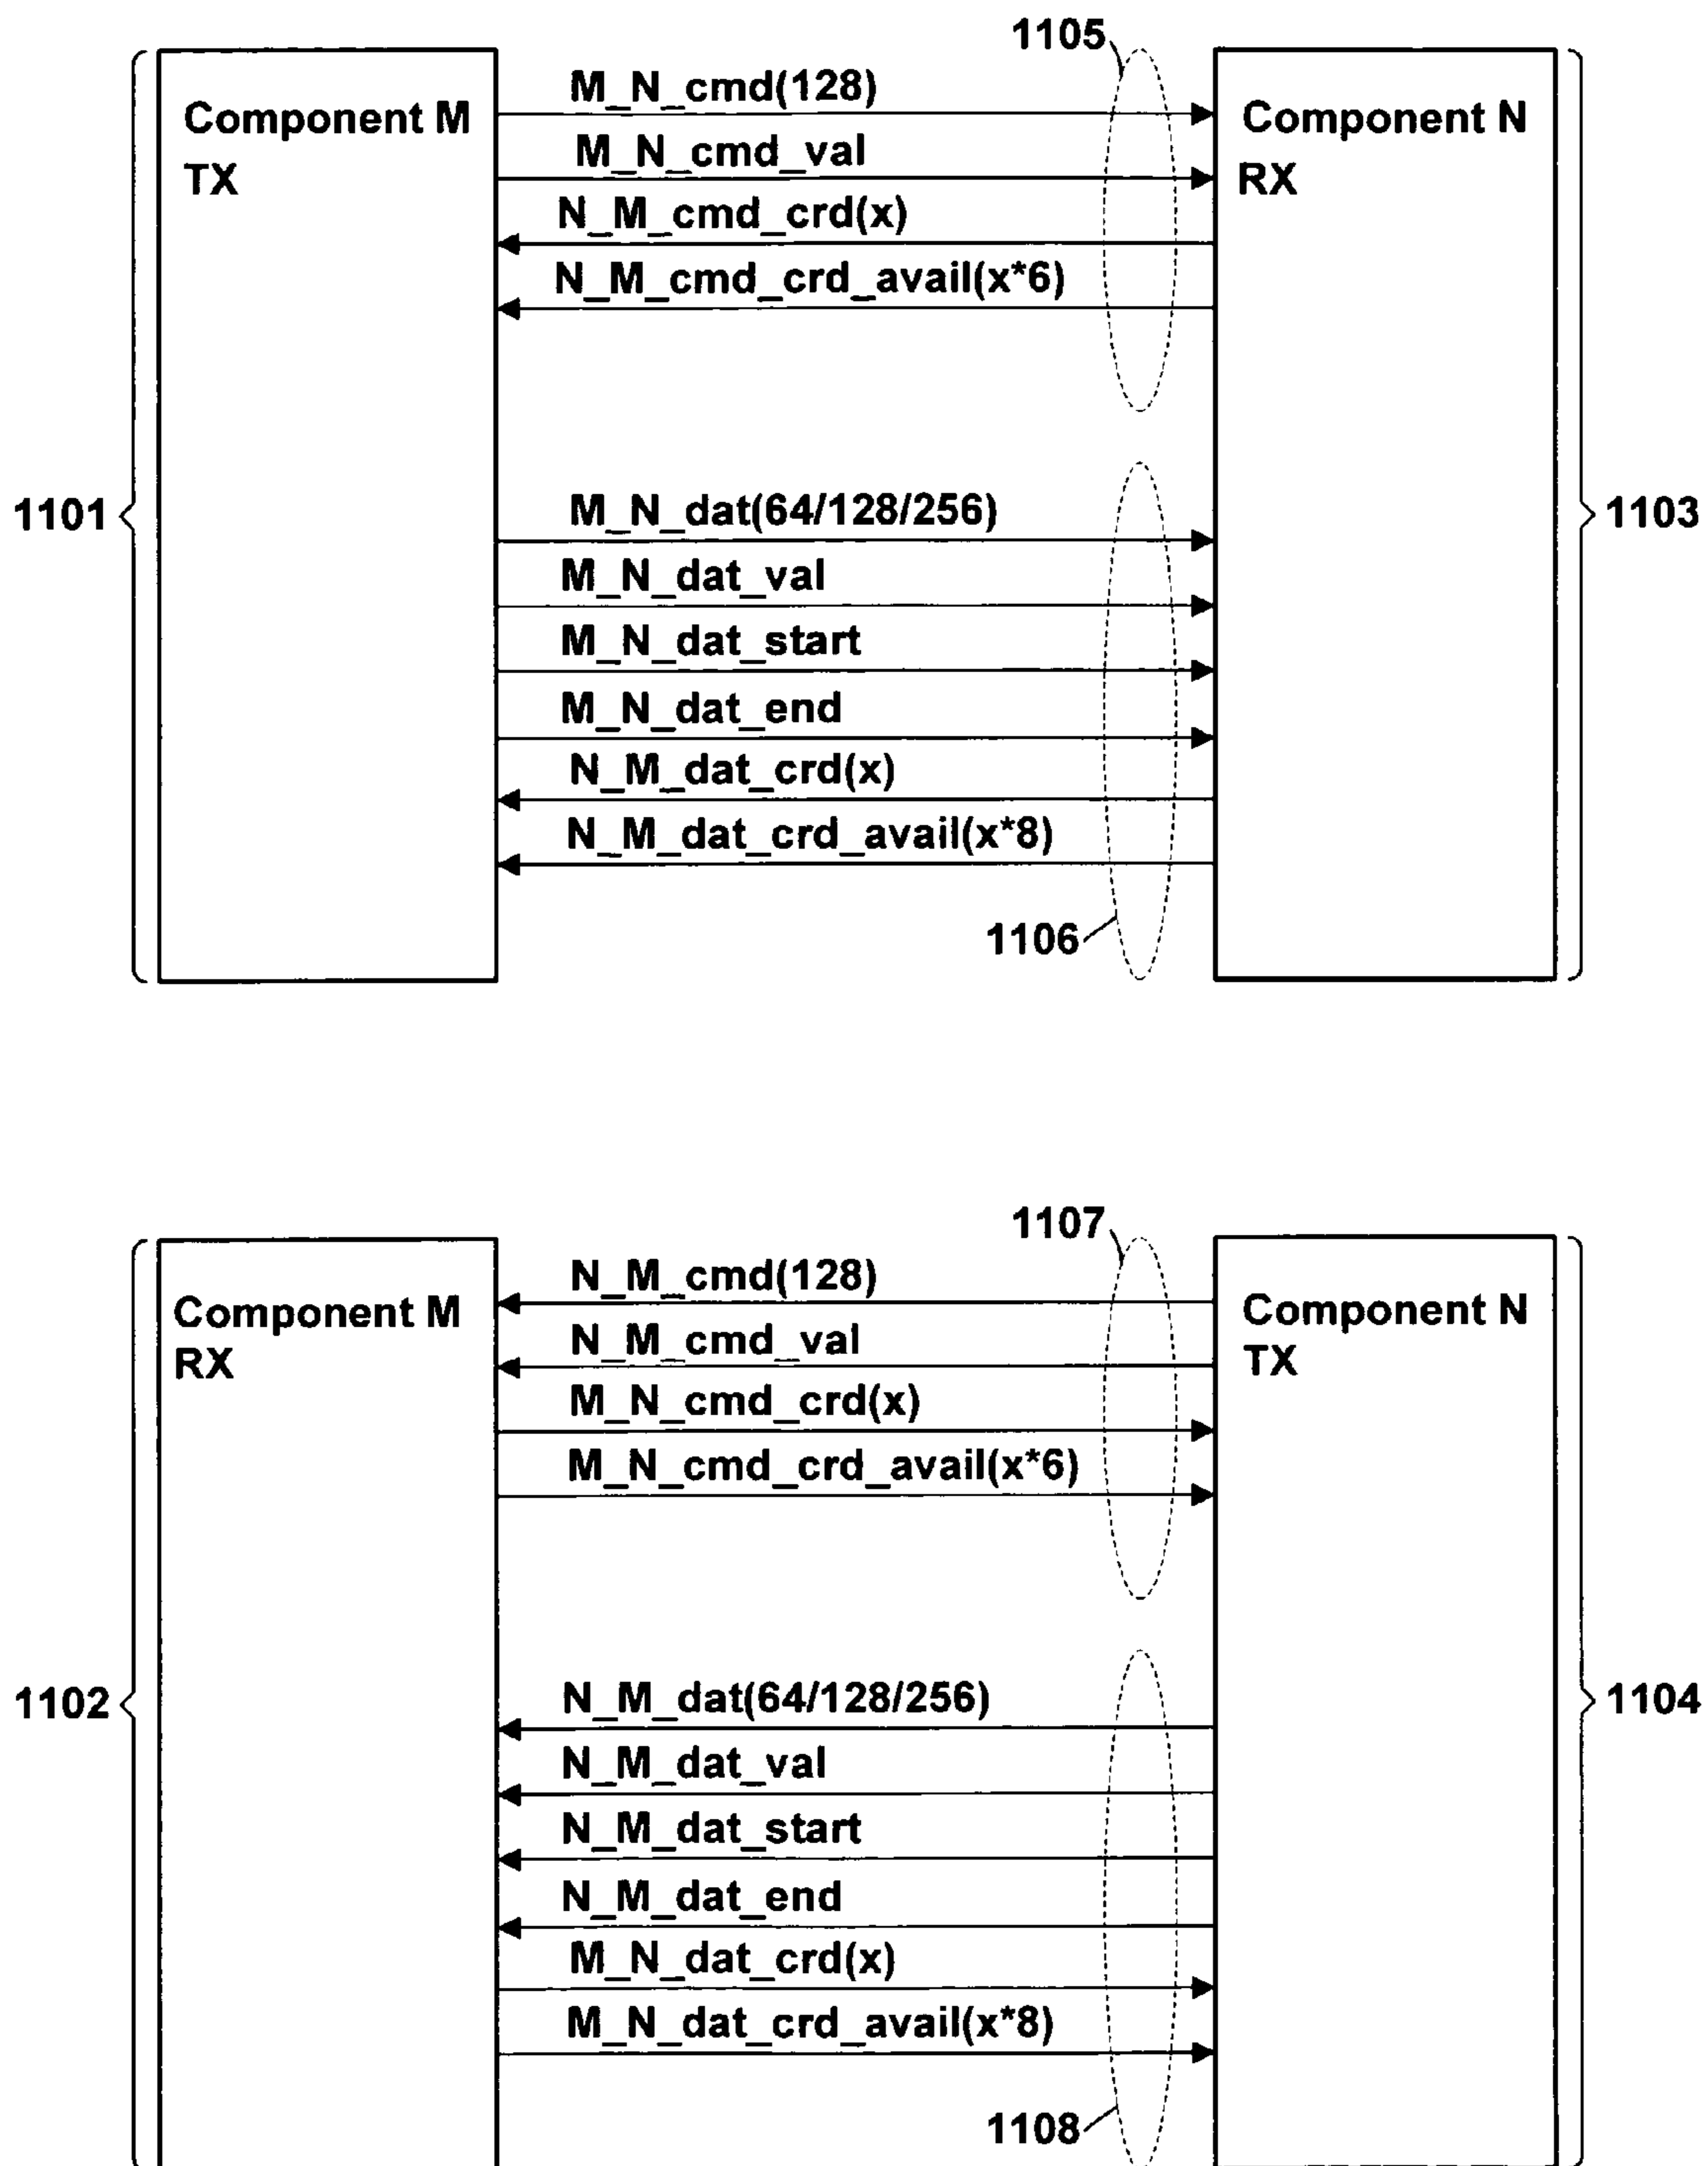 1105
M_N_cmd(128)
Component M
TX
Component N
RX
M_N_cmd_val
N_M_cmd_crd(x)
N_M_cmd_crd_avail(x*6)
1101
M_N_dat(64/128/256)
1103
M_N_dat_val
M_N_dat_start
M_N_dat_end
N_M_dat_crd(x)
N_M_dat_crd_avail(x*8)
1106
1107
N_M_cmd(128)
Component M
RX
Component N
TX
N_M_cmd_val
M_N_cmd_crd(x)
M_N_cmd_crd_avail(x*6)
1102
N_M_dat(64/128/256)
1104
N_M_dat_val
N_M_dat_start
N_M_dat_end
M_N_dat_crd(x)
M_N_dat_crd_avail(x*8)
1108